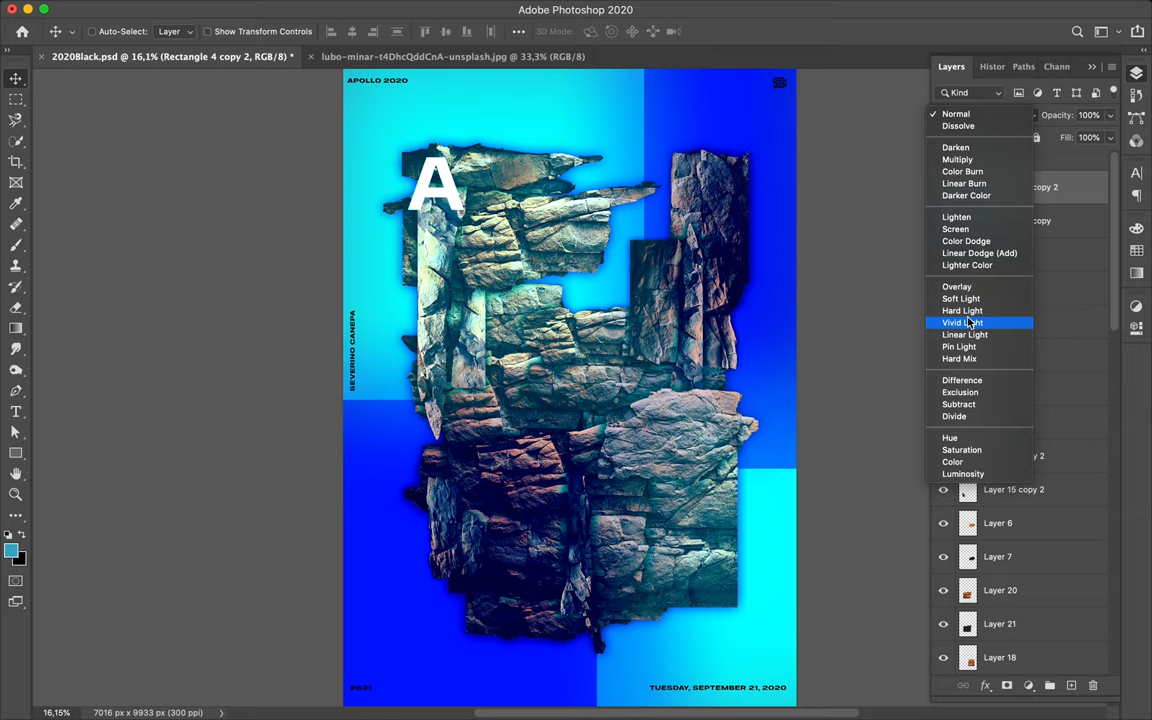 Adobe Photoshop 2020
Auto-Select: Layer Show Transform Controls 3D Mode:
2020Black.psd @ 16,1% (Rectangle 4 copy 2, RGB/8) *
lubo-minar-t4DhcQddCnA-unsplash.jpg @ 33,3% (RGB/8)
Layers Histor Paths Chann
Kind
Normal
Opacity: 100%
Dissolve
Fill: 100%
Darken
Multiply
Color Burn
Linear Burn
copy 2
Darker Color
Lighten
copy
Screen
Color Dodge
Linear Dodge (Add)
Lighter Color
Overlay
Soft Light
Hard Light
Vivid Light
Linear Light
Pin Light
Hard Mix
Difference
Exclusion
Subtract
Divide
Hue
Saturation
2
Color
Luminosity
Layer 15 copy 2
Layer 6
Layer 7
Layer 20
Layer 21
Layer 18
APOLLO 2020
A
SEVERINO CANEPA
TUESDAY, SEPTEMBER 21, 2020
16,15% 7016 px x 9933 px (300 ppi)